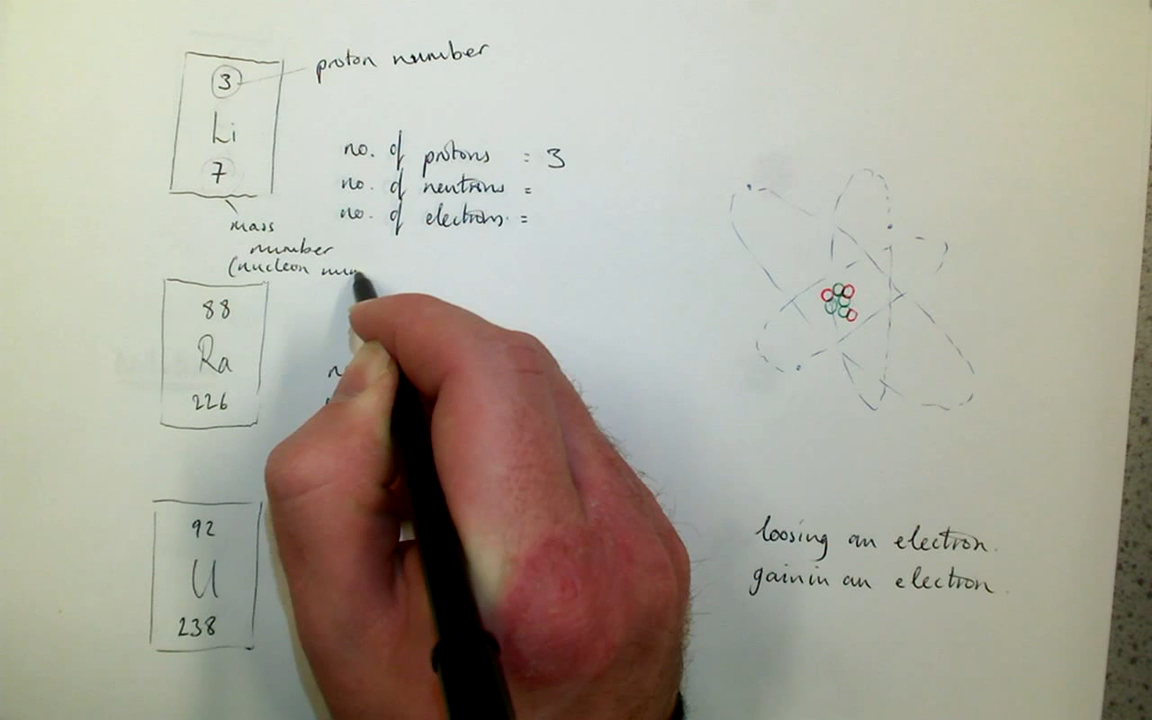 3
proton number
Li
7
no. of protons : 3
no. of neutrons =
no. of electrons. =
mass
number
(nucleon num
88
Ra
226
92
U
238
loosing an electron.
gainin an electron